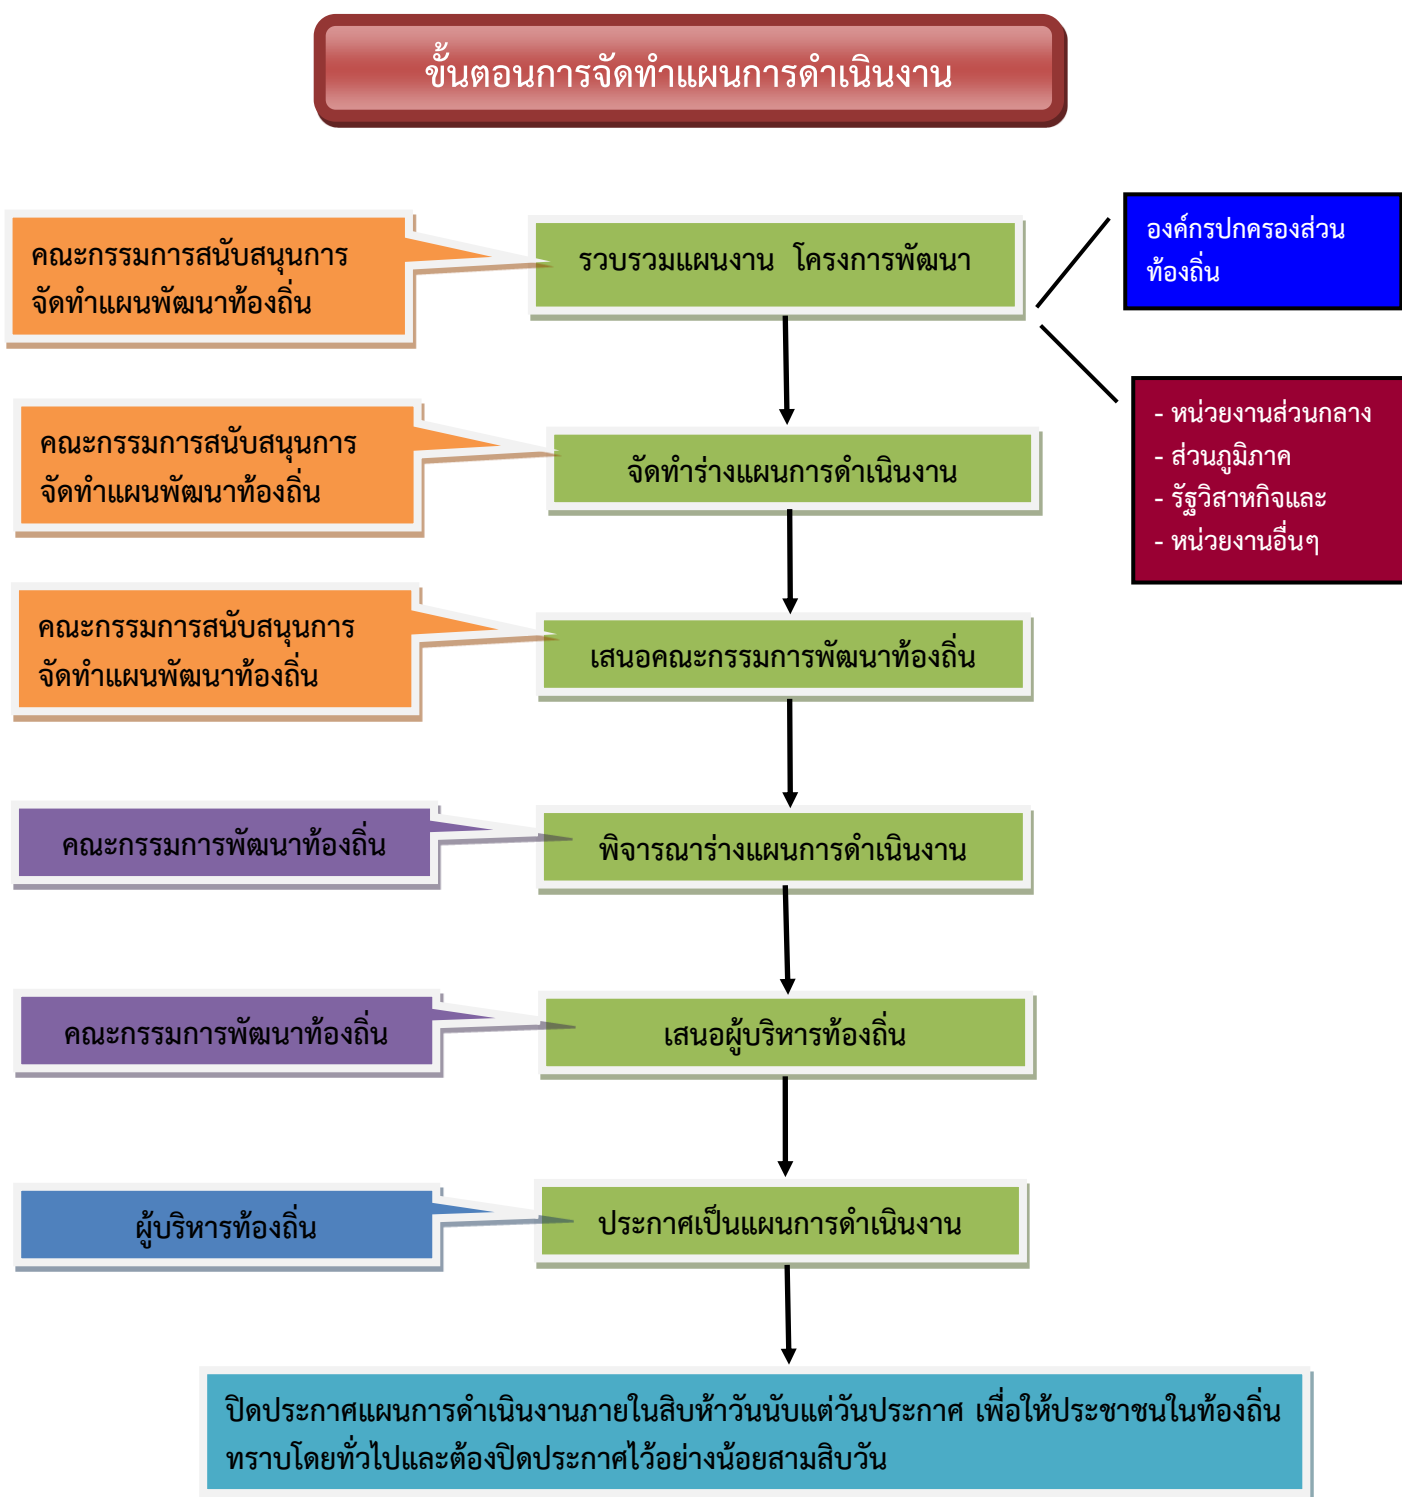 ขั้นตอนการจัดทำแผนการดำเนินงาน
คณะกรรมการสนับสนุนการ
จัดทำแผนพัฒนาท้องถิ่น
รวบรวมแผนงาน โครงการพัฒนา
องค์กรปกครองส่วน
ท้องถิ่น
- หน่วยงานส่วนกลาง
- ส่วนภูมิภาค
- รัฐวิสาหกิจและ
- หน่วยงานอื่นๆ
คณะกรรมการสนับสนุนการ
จัดทำแผนพัฒนาท้องถิ่น
จัดทำร่างแผนการดำเนินงาน
คณะกรรมการสนับสนุนการ
จัดทำแผนพัฒนาท้องถิ่น
เสนอคณะกรรมการพัฒนาท้องถิ่น
คณะกรรมการพัฒนาท้องถิ่น
พิจารณาร่างแผนการดำเนินงาน
คณะกรรมการพัฒนาท้องถิ่น
เสนอผู้บริหารท้องถิ่น
ผู้บริหารท้องถิ่น
ประกาศเป็นแผนการดำเนินงาน
ปิดประกาศแผนการดำเนินงานภายในสิบห้าวันนับแต่วันประกาศ เพื่อให้ประชาชนในท้องถิ่น
ทราบโดยทั่วไปและต้องปิดประกาศไว้อย่างน้อยสามสิบวัน